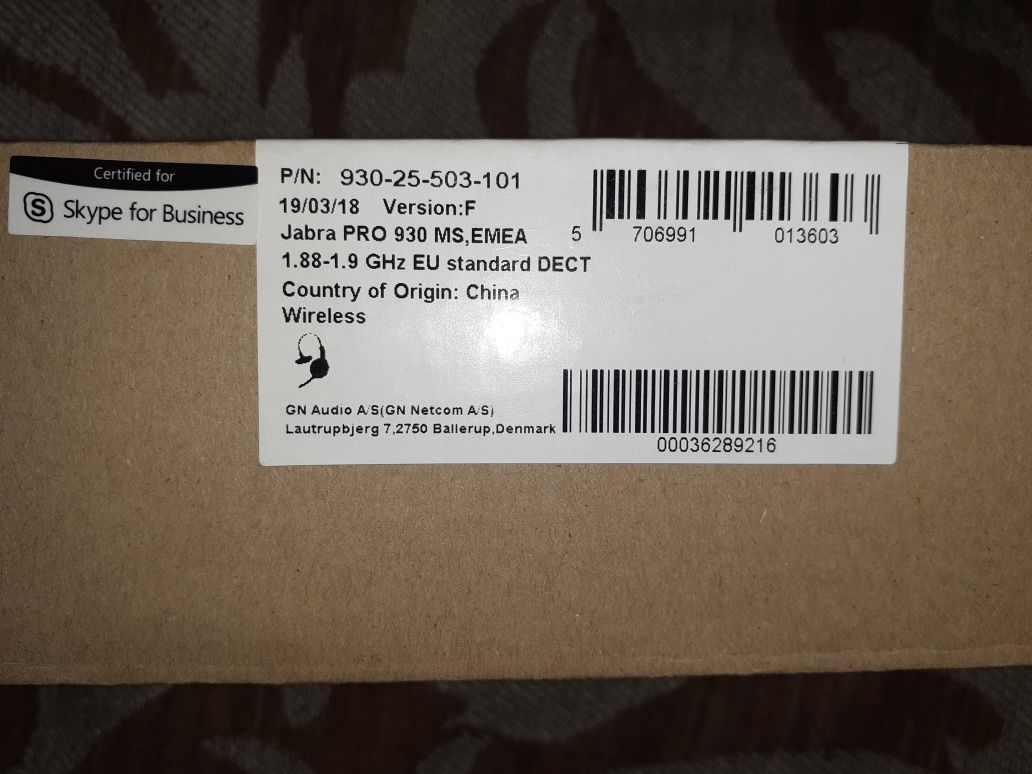 Certified for
Skype for Business
P/N: 930-25-503-101
19/03/18 Version:F
Jabra PRO 930 MS,EMEA
1.88-1.9 GHz EU standard DECT
Country of Origin: China
Wireless
5 706991 013603
GN Audio A/S(GN Netcom A/S)
Lautrupbjerg 7,2750 Ballerup,Denmark
00036289216